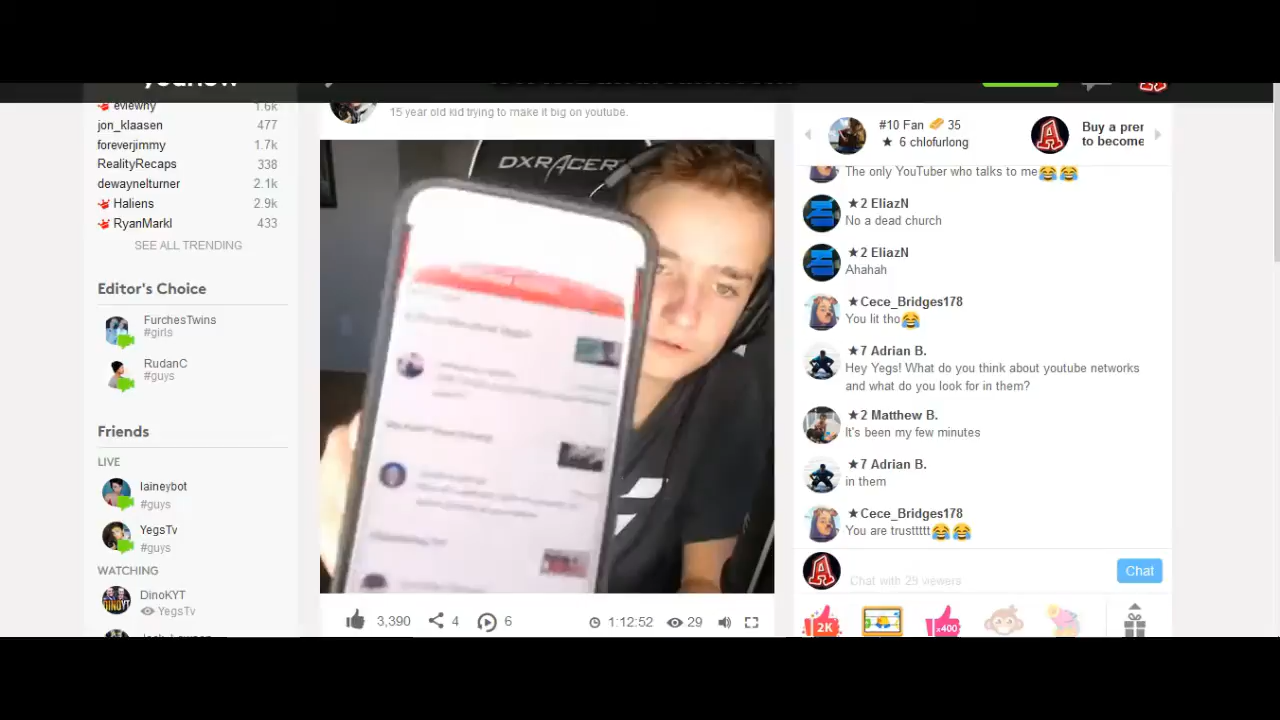 eviewhy 1.6k
jon_klaasen 477
foreverjimmy 1.7k
RealityRecaps 338
dewaynelturner 2.1k
Haliens 2.9k
RyanMarkl 433
SEE ALL TRENDING
Editor's Choice
FurchesTwins
#girls
RudanC
#guys
Friends
LIVE
laineybot
#guys
YegsTv
#guys
WATCHING
DinoKYT
YegsTv
15 year old kid trying to make it big on youtube.
DXRACER
3,390 4 6 1:12:52 29
#10 Fan 35
★ 6 chlofurlong
Buy a prer
to become
The only YouTuber who talks to me😂😂
★2 EliazN
No a dead church
★2 EliazN
Ahahah
★Cece_Bridges178
You lit tho😂
★7 Adrian B.
Hey Yegs! What do you think about youtube networks
and what do you look for in them?
★2 Matthew B.
It's been my few minutes
★7 Adrian B.
in them
★Cece_Bridges178
You are trusttttt😂😂
Chat with 29 viewers
Chat
2K
x400